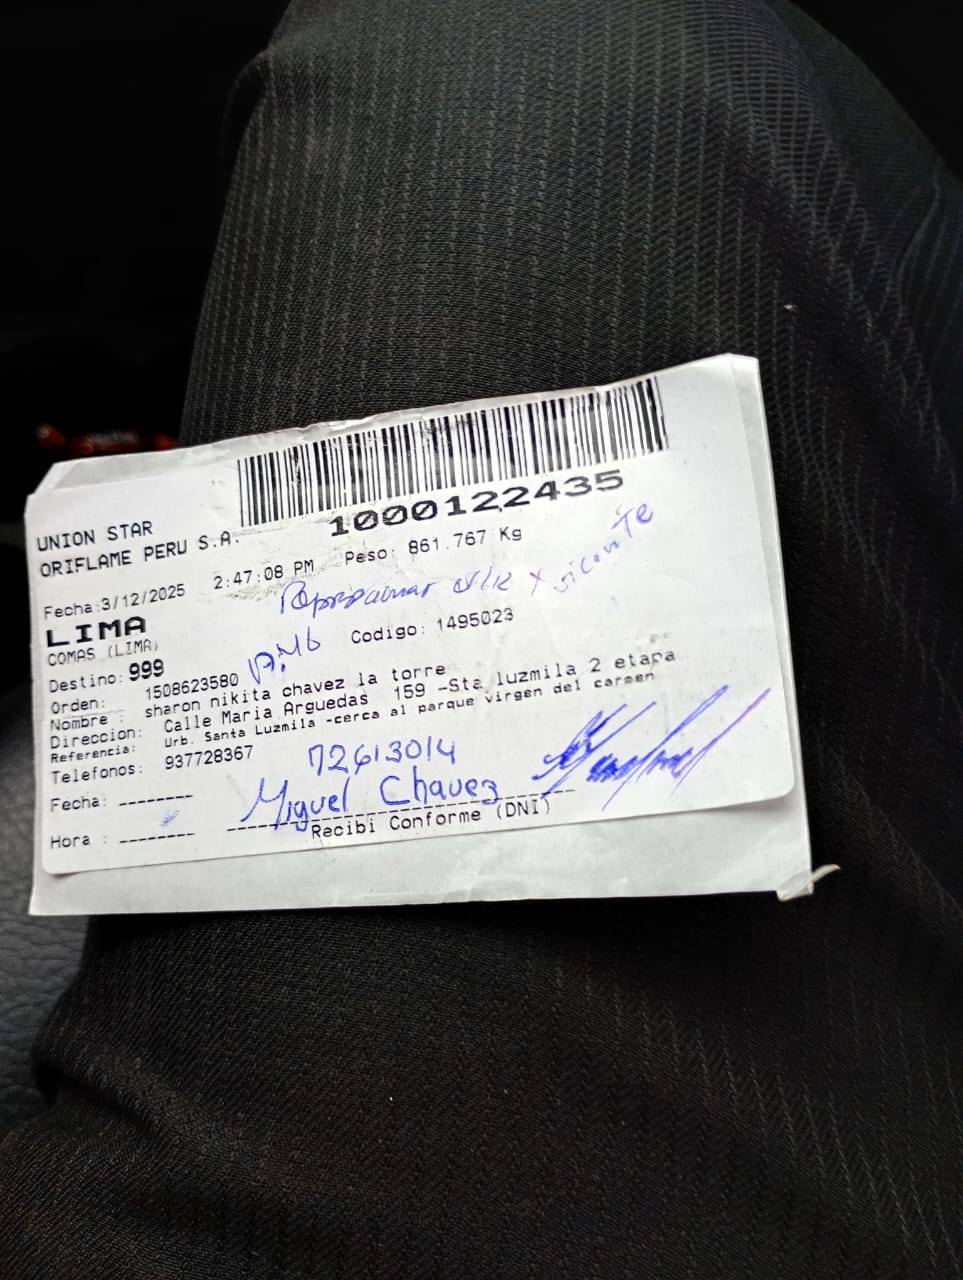 1000122435
UNION STAR
ORIFLAME PERU S.A.
Fecha:3/12/2025 2:47:08 PM Peso: 861.767 Kg
LIMA
COMAS (LIMA)
Destino: 999 Codigo: 1495023
Orden: 1508623580
Nombre : sharon nikita chavez la torre
Direccion: Calle Maria Arguedas 159 -Sta luzmila 2 etapa
Referencia: Urb. Santa Luzmila -cerca al parque virgen del carmen
Telefonos: 937728367
72613014
Fecha: --------
Miguel Chavez
Hora : --------
Recibi Conforme (DNI)